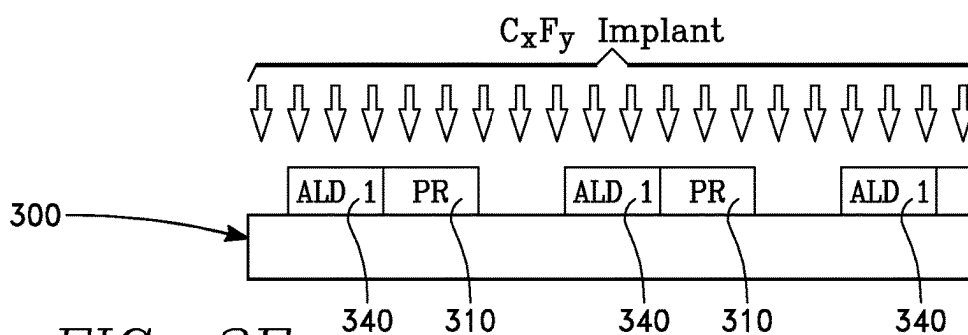 CxFy Implant
ALD 1 PR ALD 1 PR ALD 1
300
340 310 340 310 340